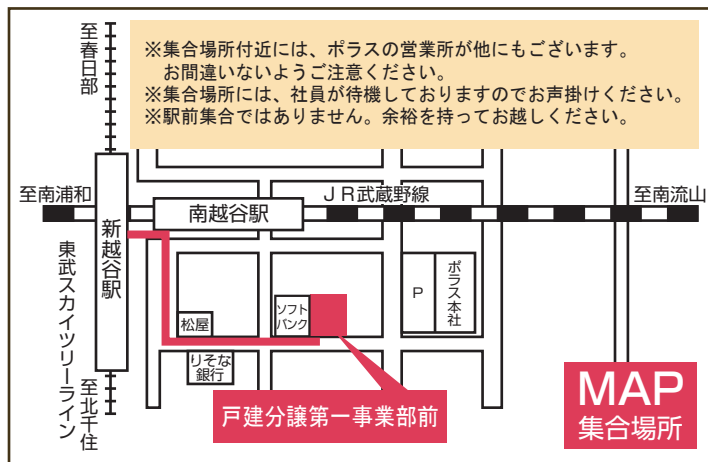 ※集合場所付近には、ポラスの営業所が他にもございます。
お間違いないようご注意ください。
※集合場所には、社員が待機しておりますのでお声掛けください。
※駅前集合ではありません。余裕を持ってお越しください。
至春日部
至南浦和
南越谷駅
JR武蔵野線
至南流山
新越谷駅
東武スカイツリーライン
至北千住
松屋
ソフト
バンク
P
ポラス本社
りそな
銀行
戸建分譲第一事業部前
MAP
集合場所